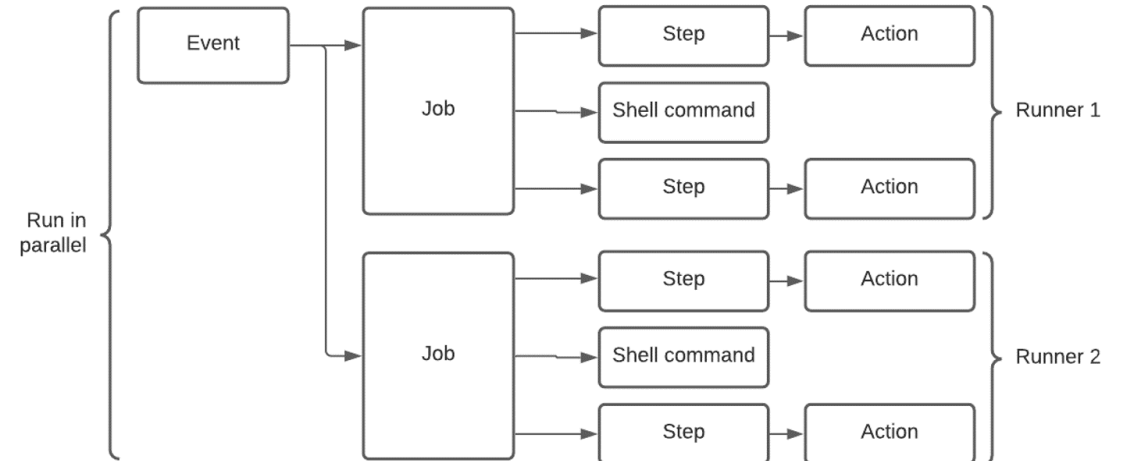 Event
Job
Step
Action
Shell command
Step
Action
Runner 1
Run in
parallel
Job
Step
Action
Shell command
Step
Action
Runner 2